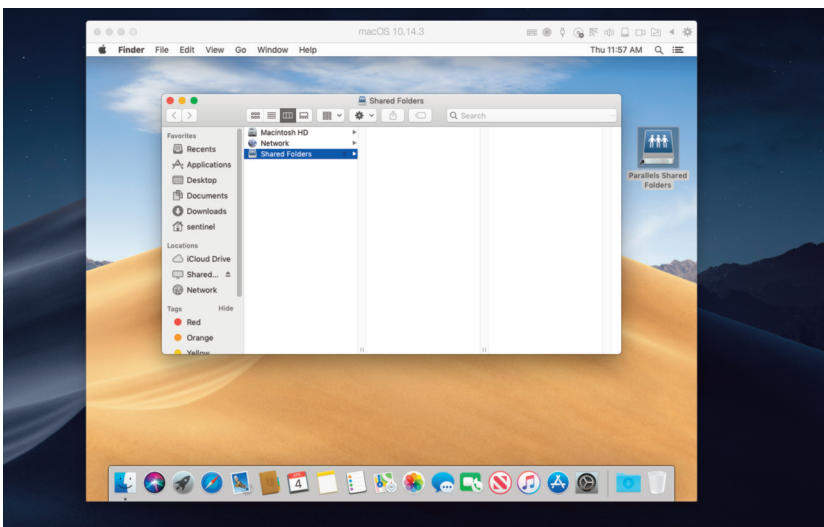 macOS 10.14.3
Finder File Edit View Go Window Help
Thu 11:57 AM
Shared Folders
Search
Favorites
Recents
Applications
Desktop
Documents
Downloads
sentinel
Locations
iCloud Drive
Shared...
Network
Tags Hide
Red
Orange
Yellow
Macintosh HD
Network
Shared Folders
Parallels Shared
Folders
4